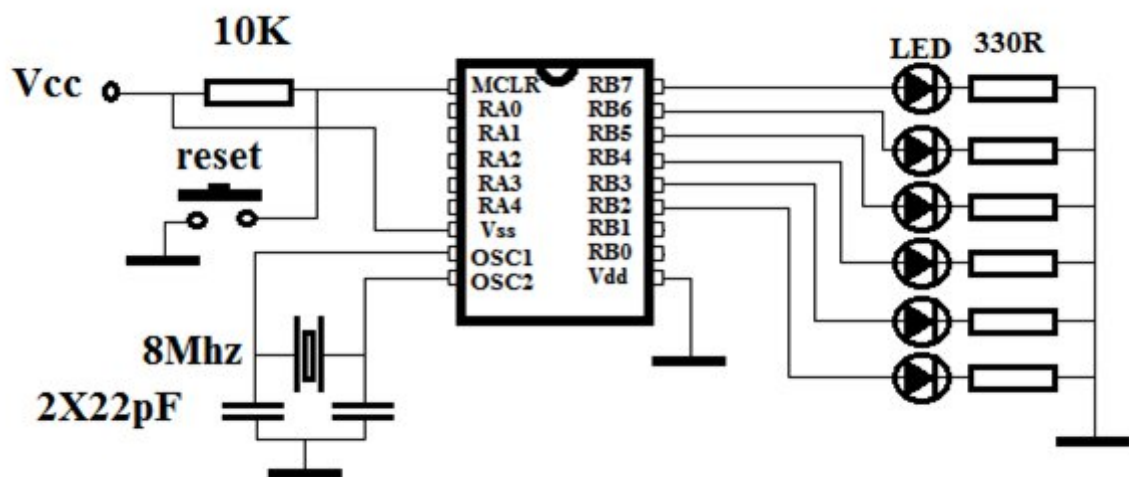 10K
Vcc
reset
8Mhz
2X22pF
MCLR
RA0
RA1
RA2
RA3
RA4
Vss
OSC1
OSC2
RB7
RB6
RB5
RB4
RB3
RB2
RB1
RB0
Vdd
LED
330R